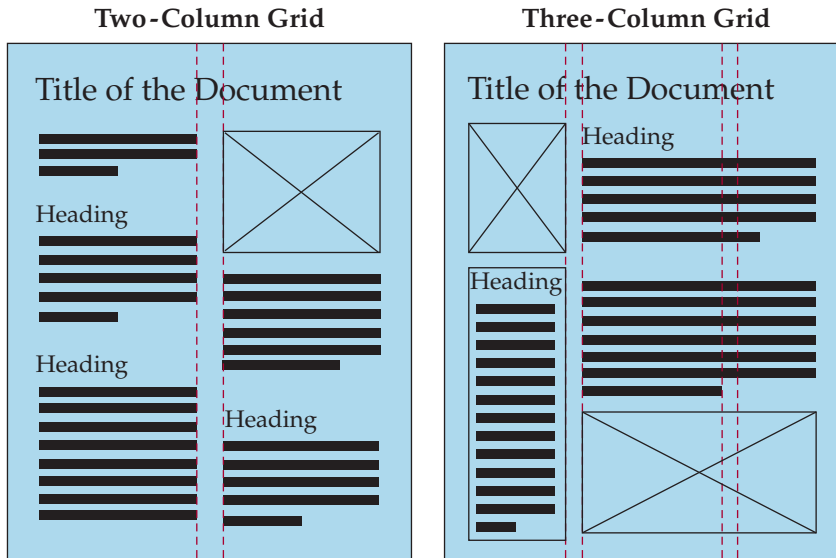 Two-Column Grid
Title of the Document
Heading
Heading
Heading
Three-Column Grid
Title of the Document
Heading
Heading